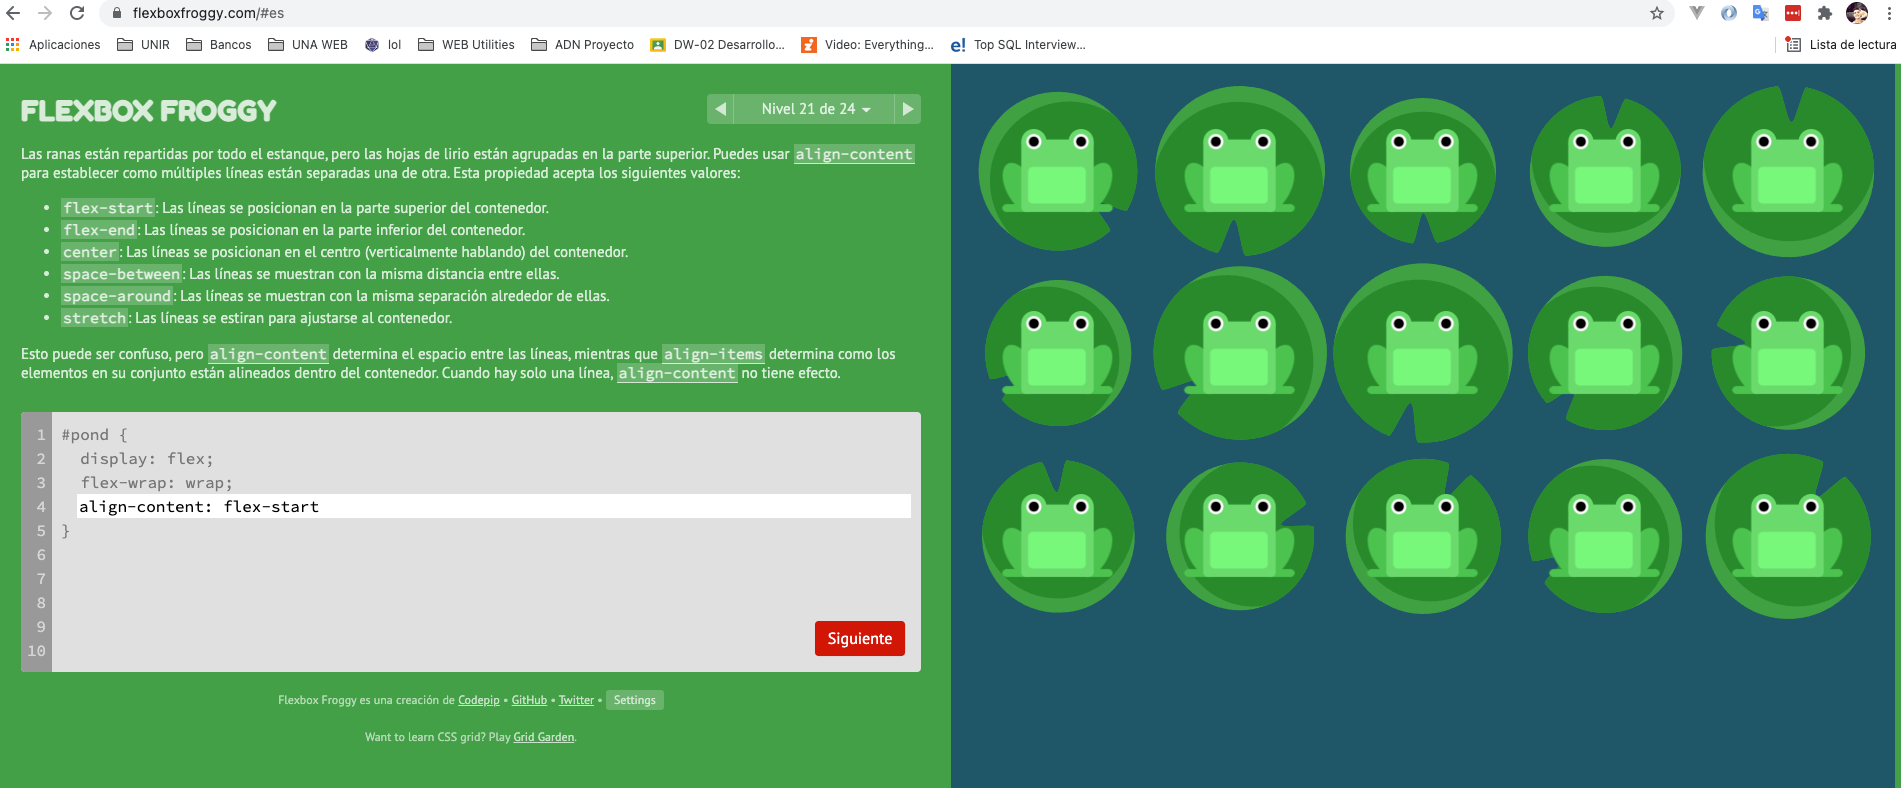 flexboxfroggy.com/#es
Aplicaciones UNIR Bancos UNA WEB lol WEB Utilities ADN Proyecto DW-02 Desarrollo... Video: Everything... e! Top SQL Interview... Lista de lectura
FLEXBOX FROGGY
Nivel 21 de 24
Las ranas están repartidas por todo el estanque, pero las hojas de lirio están agrupadas en la parte superior. Puedes usar align-content
para establecer como múltiples líneas están separadas una de otra. Esta propiedad acepta los siguientes valores:
• flex-start: Las líneas se posicionan en la parte superior del contenedor.
• flex-end: Las líneas se posicionan en la parte inferior del contenedor.
• center: Las líneas se posicionan en el centro (verticalmente hablando) del contenedor.
• space-between: Las líneas se muestran con la misma distancia entre ellas.
• space-around: Las líneas se muestran con la misma separación alrededor de ellas.
• stretch: Las líneas se estiran para ajustarse al contenedor.
Esto puede ser confuso, pero align-content determina el espacio entre las líneas, mientras que align-items determina como los
elementos en su conjunto están alineados dentro del contenedor. Cuando hay solo una línea, align-content no tiene efecto.
1 #pond {
2 display: flex;
3 flex-wrap: wrap;
4 align-content: flex-start
5 }
6
7
8
9
10
Siguiente
Flexbox Froggy es una creación de Codepip • GitHub • Twitter • Settings
Want to learn CSS grid? Play Grid Garden.